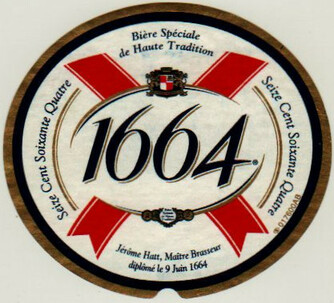 Bière Spéciale
de Haute Tradition
Seize Cent Soixante Quatre
1664®
Seize Cent Soixante Quatre
Jérôme Hatt, Maître Brasseur
diplômé le 9 Juin 1664
® 017600AB